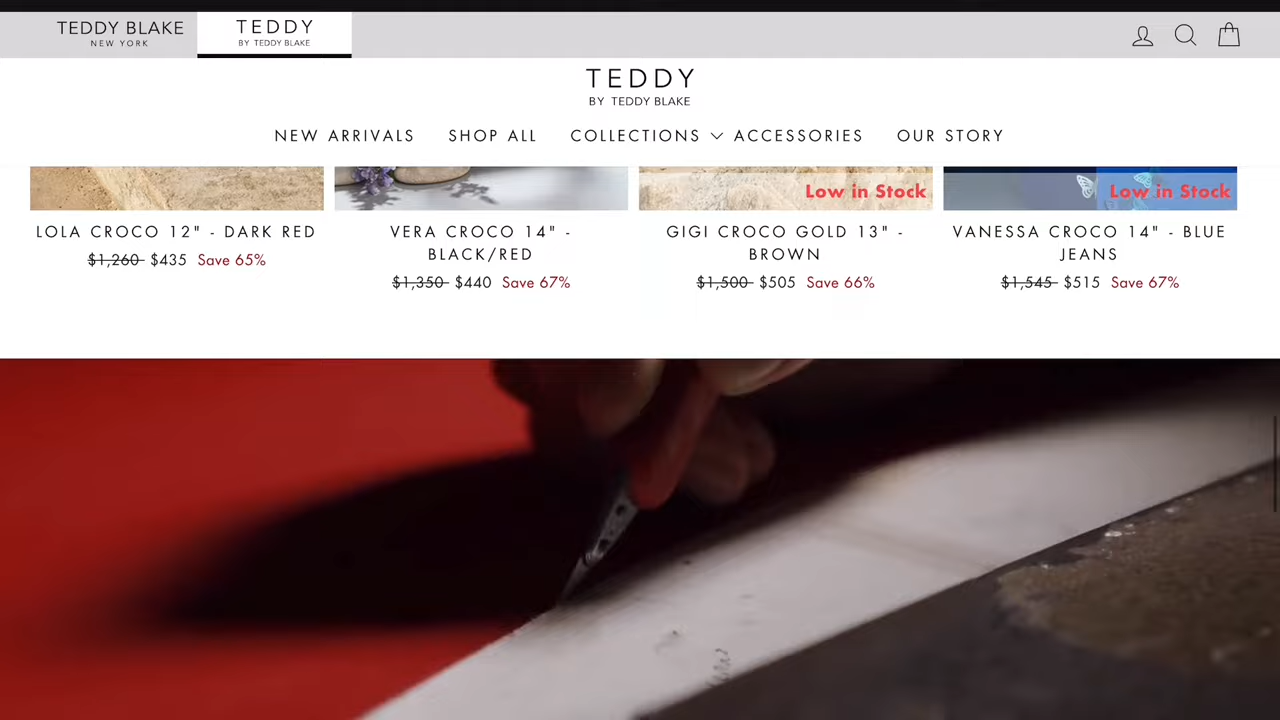 TEDDY BLAKE
NEW YORK
TEDDY
BY TEDDY BLAKE
TEDDY
BY TEDDY BLAKE
NEW ARRIVALS
SHOP ALL
COLLECTIONS
ACCESSORIES
OUR STORY
Low in Stock
Low in Stock
LOLA CROCO 12" - DARK RED
$1,260 $435 Save 65%
VERA CROCO 14" -
BLACK/RED
$1,350 $440 Save 67%
GIGI CROCO GOLD 13" -
BROWN
$1,500 $505 Save 66%
VANESSA CROCO 14" - BLUE
JEANS
$1,545 $515 Save 67%